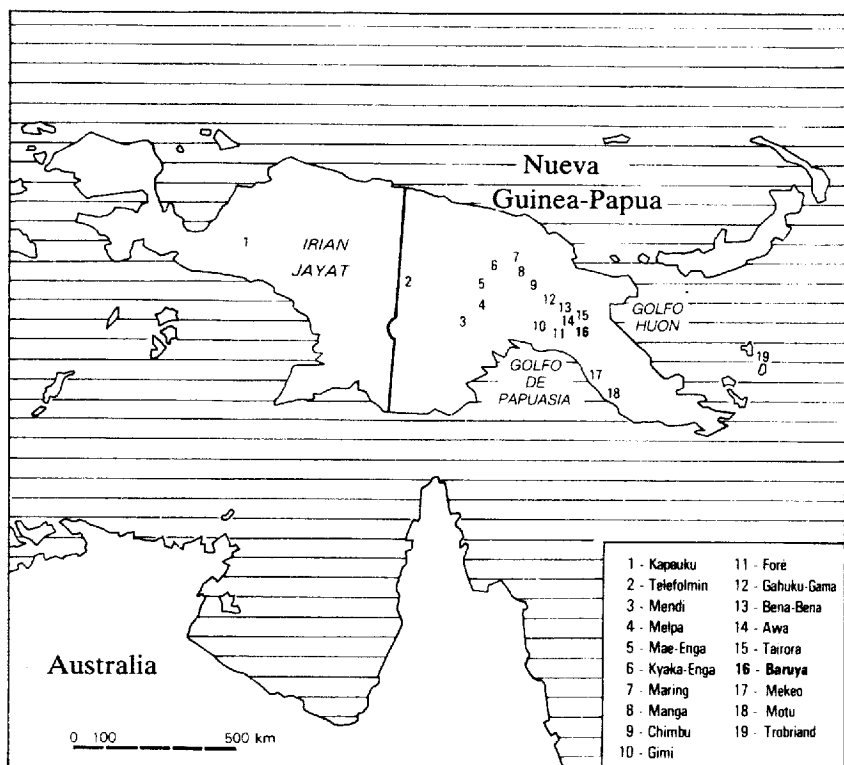 Nueva
Guinea-Papua
1
IRIAN
JAYAT
2
3
4
5
6
7
8
9
10
11
12
13
14
15
16
17
18
19
GOLFO
HUON
GOLFO
DE
PAPUASIA
Australia
0 100 500 km
1 - Kapauku
2 - Telefolmin
3 - Mendi
4 - Melpa
5 - Mae-Enga
6 - Kyaka-Enga
7 - Maring
8 - Manga
9 - Chimbu
10 - Gimi
11 - Foré
12 - Gahuku-Gama
13 - Bena-Bena
14 - Awa
15 - Tairora
16 - Baruya
17 - Mekeo
18 - Motu
19 - Trobriand